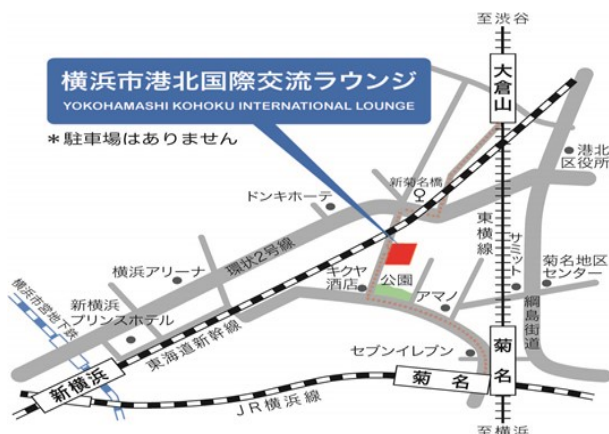 至渋谷
大倉山
横浜市港北国際交流ラウンジ
YOKOHAMASHI KOHOKU INTERNATIONAL LOUNGE
＊駐車場はありません
港北
区役所
新菊名橋
ドンキホーテ
環状2号線
東横線
サミット
菊名地区
センター
横浜アリーナ
キクヤ
酒店
公園
アマノ
綱島街道
横浜市営地下鉄
新横浜
プリンスホテル
東海道新幹線
セブンイレブン
新横浜
菊名
菊名
JR横浜線
至横浜